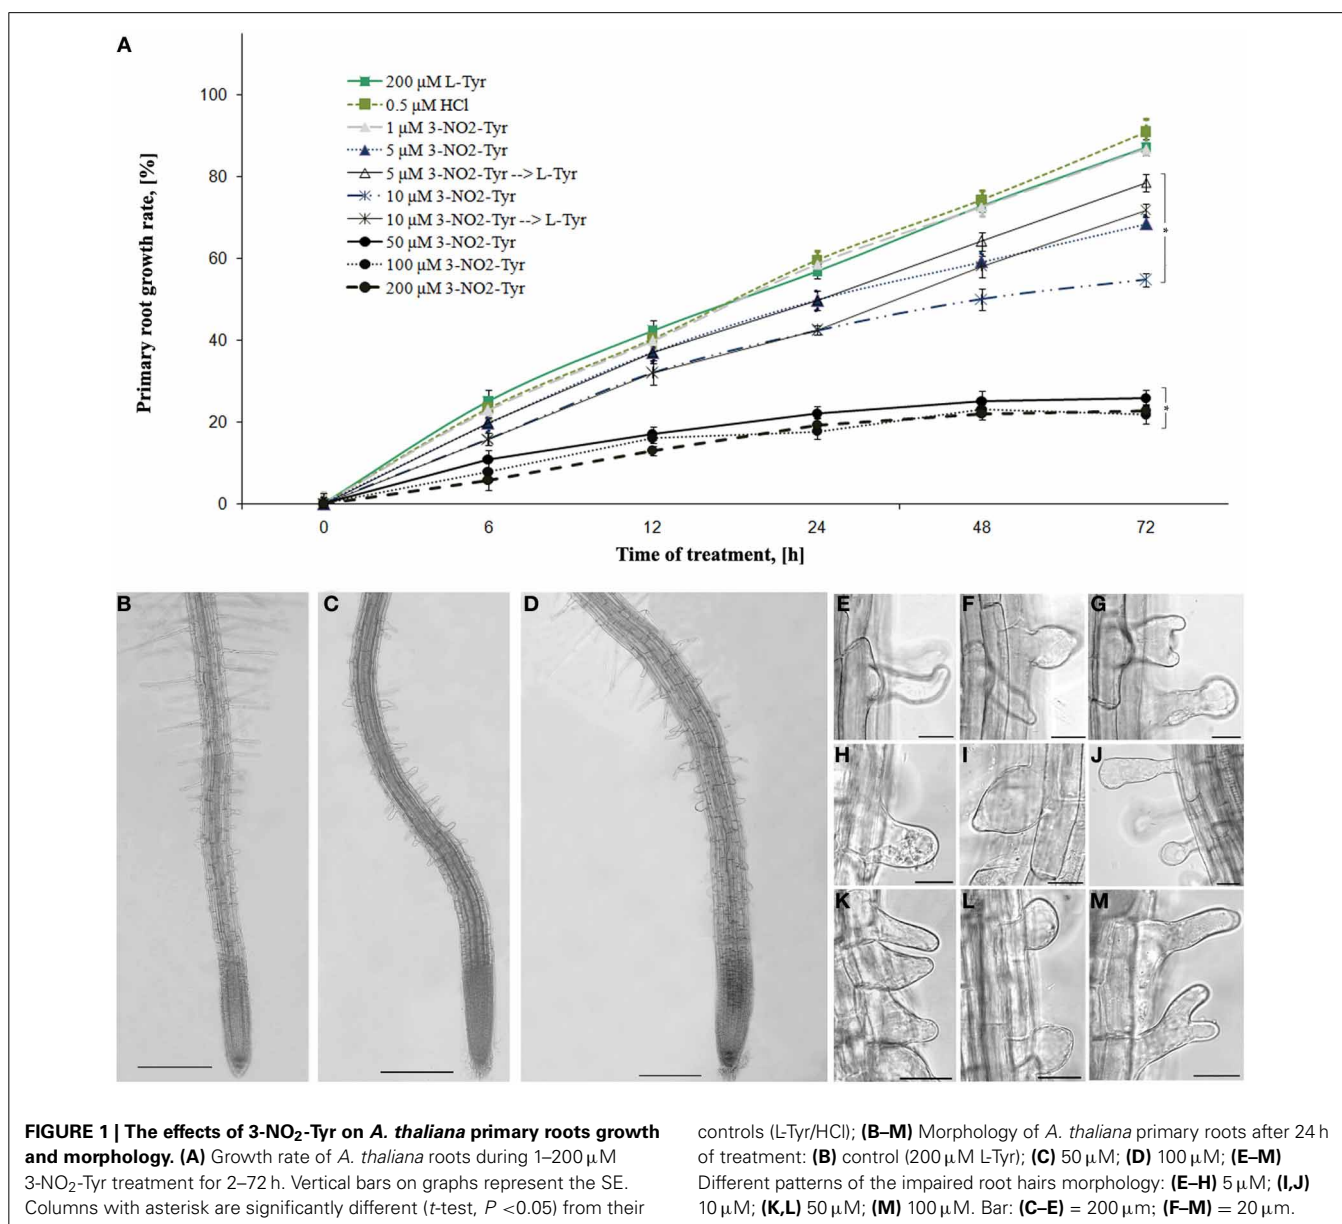 A
Primary root growth rate, [%]
100
80
60
40
20
0
200 µM L-Tyr
0.5 µM HCl
1 µM 3-NO2-Tyr
5 µM 3-NO2-Tyr
5 µM 3-NO2-Tyr --> L-Tyr
10 µM 3-NO2-Tyr
10 µM 3-NO2-Tyr --> L-Tyr
50 µM 3-NO2-Tyr
100 µM 3-NO2-Tyr
200 µM 3-NO2-Tyr
*
*
0 6 12 24 48 72
Time of treatment, [h]
B C D E F G
H I J
K L M
FIGURE 1 | The effects of 3-NO₂-Tyr on A. thaliana primary roots growth
and morphology. (A) Growth rate of A. thaliana roots during 1–200 µM
3-NO₂-Tyr treatment for 2–72 h. Vertical bars on graphs represent the SE.
Columns with asterisk are significantly different (t-test, P <0.05) from their
controls (L-Tyr/HCl); (B–M) Morphology of A. thaliana primary roots after 24 h
of treatment: (B) control (200 µM L-Tyr); (C) 50 µM; (D) 100 µM; (E–M)
Different patterns of the impaired root hairs morphology: (E–H) 5 µM; (I,J)
10 µM; (K,L) 50 µM; (M) 100 µM. Bar: (C–E) = 200 µm; (F–M) = 20 µm.